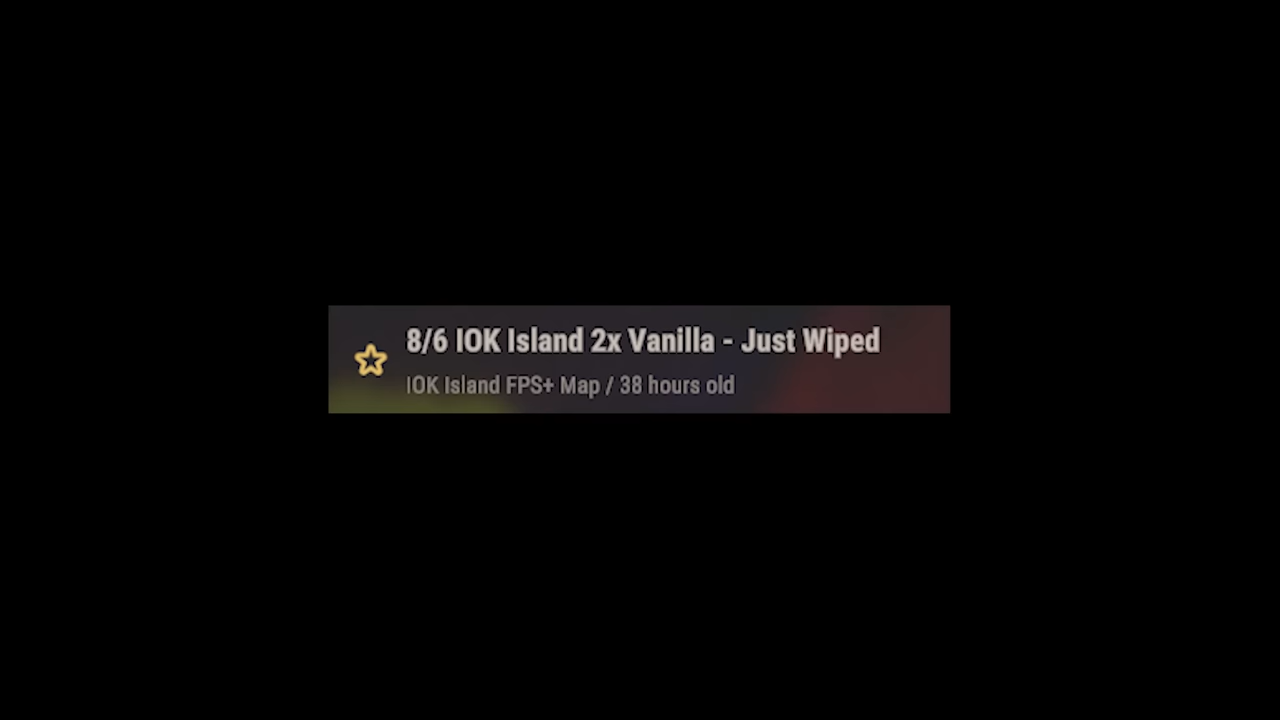 8/6 IOK Island 2x Vanilla - Just Wiped
IOK Island FPS+ Map / 38 hours old